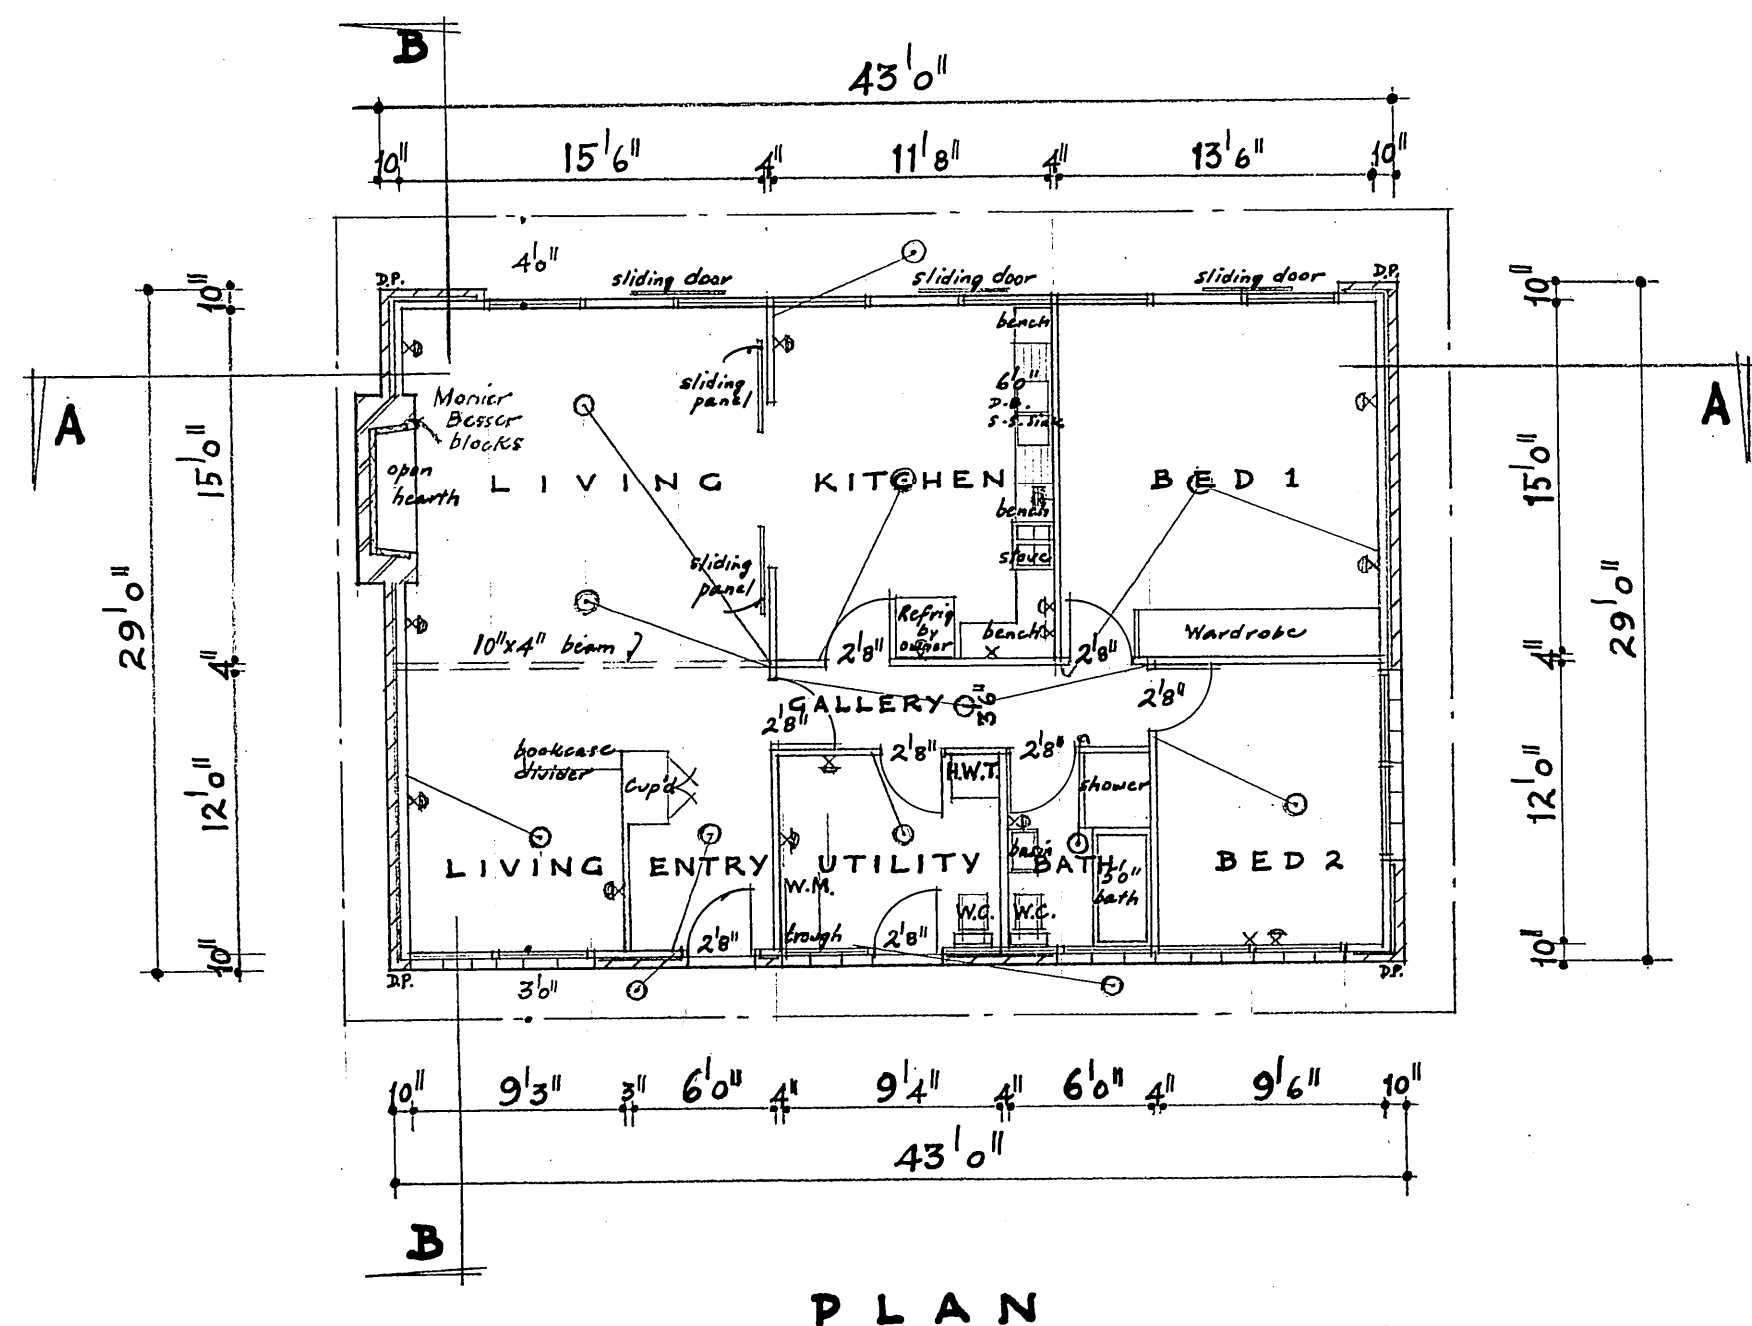 B
43'0"
10" 15'6" 4" 11'8" 4" 13'6" 10"
4'0"
D.P. sliding door sliding door sliding door D.P.
10" 10"
bench
sliding
panel
6'0"
D.B.
S.S. sink
Monier
Besser
blocks
A A
15'0" 15'0"
open
hearth
LIVING KITCHEN BED 1
bench
stove
sliding
panel
29'0" 29'0"
Refrig
by
owner
bench
Wardrobe
10"x4" beam
2'8" 2'8"
4" 4"
GALLERY 3'6"
2'8" 2'8"
bookcase
divider
2'8" 2'8"
Cup'd
H.W.T.
shower
12'0" 12'0"
basin
LIVING ENTRY UTILITY BATH BED 2
5'0"
bath
W.M.
W.C. W.C.
trough
2'8" 2'8"
10" 10"
D.P. D.P.
3'0"
10" 9'3" 3" 6'0" 4" 9'4" 4" 6'0" 4" 9'6" 10"
43'0"
B
PLAN